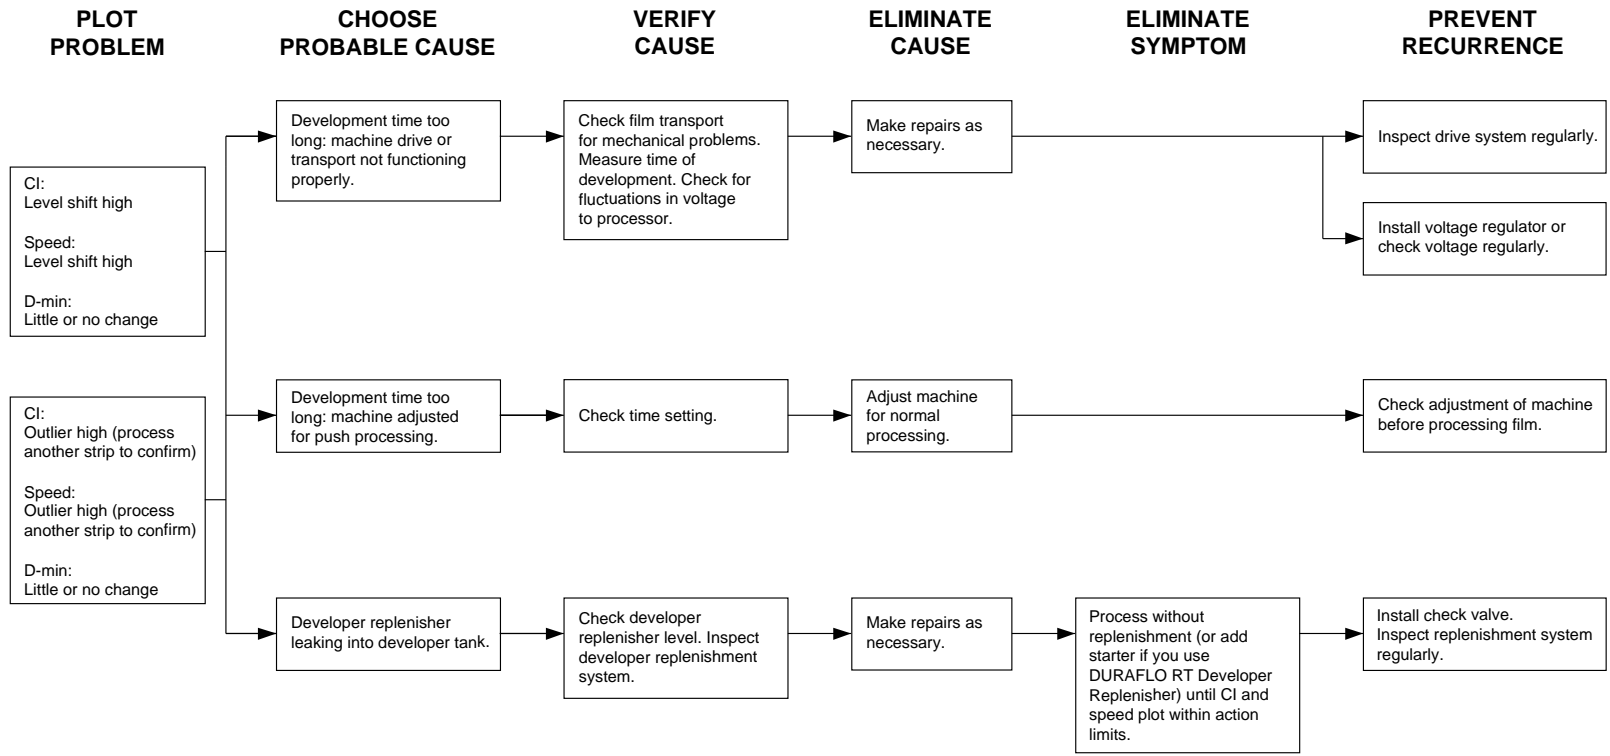 PLOT
PROBLEM
CHOOSE
PROBABLE CAUSE
VERIFY
CAUSE
ELIMINATE
CAUSE
ELIMINATE
SYMPTOM
PREVENT
RECURRENCE
CI:
Level shift high
Speed:
Level shift high
D-min:
Little or no change
CI:
Outlier high (process
another strip to confirm)
Speed:
Outlier high (process
another strip to confirm)
D-min:
Little or no change
Development time too
long: machine drive or
transport not functioning
properly.
Check film transport
for mechanical problems.
Measure time of
development. Check for
fluctuations in voltage
to processor.
Make repairs as
necessary.
Inspect drive system regularly.
Install voltage regulator or
check voltage regularly.
Development time too
long: machine adjusted
for push processing.
Check time setting.
Adjust machine
for normal
processing.
Check adjustment of machine
before processing film.
Developer replenisher
leaking into developer tank.
Check developer
replenisher level. Inspect
developer replenishment
system.
Make repairs as
necessary.
Process without
replenishment (or add
starter if you use
DURAFLO RT Developer
Replenisher) until CI and
speed plot within action
limits.
Install check valve.
Inspect replenishment system
regularly.